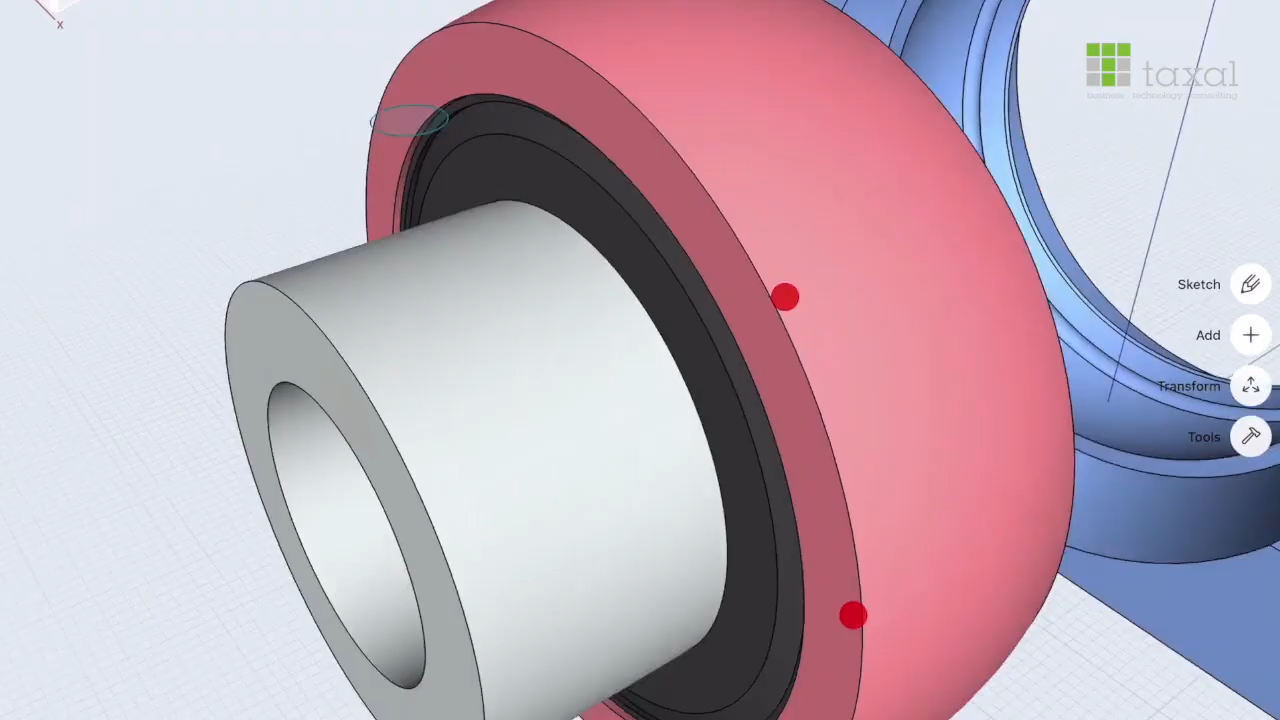 x
taxal
business technology consulting
Sketch
Add
Transform
Tools